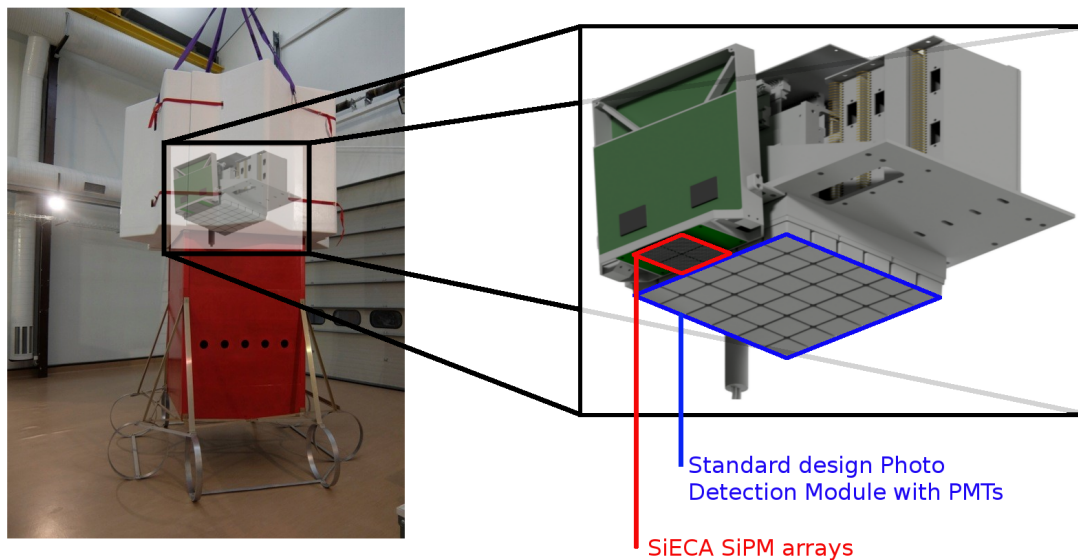 Standard design Photo
Detection Module with PMTs
SiECA SiPM arrays